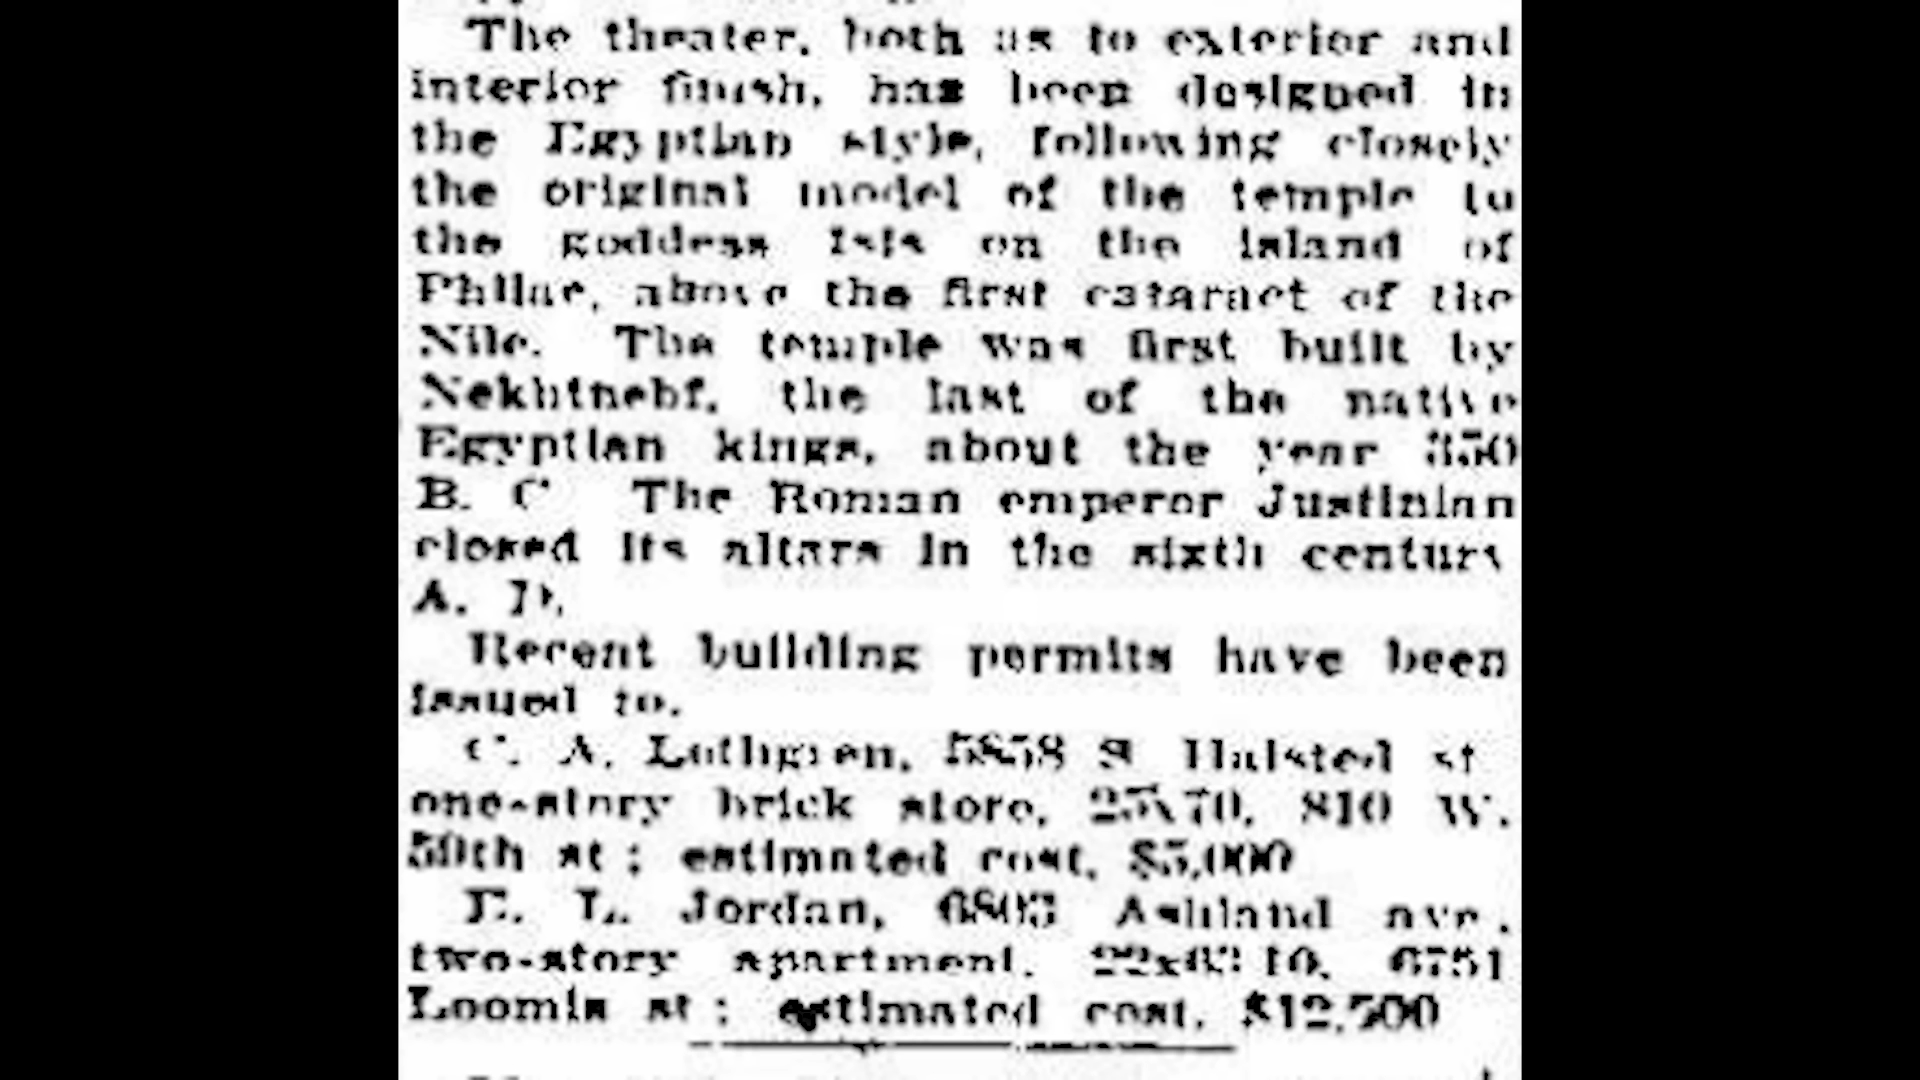 The theater, both as to exterior and
interior finish, has been designed in
the Egyptian style, following closely
the original model of the temple to
the goddess Isis on the island of
Philae, above the first cataract of the
Nile. The temple was first built by
Nekhtnebf, the last of the native
Egyptian kings, about the year 350
B. C. The Roman emperor Justinian
closed its altars in the sixth century
A. D.
Recent building permits have been
issued to.
C. A. Lothgren, 5858 S Halsted st
one-story brick store, 25x70, 810 W.
59th st; estimated cost, $5,000
E. L. Jordan, 6803 Ashland ave.
two-story apartment, 6751
Loomis st; estimated cost, $12,500